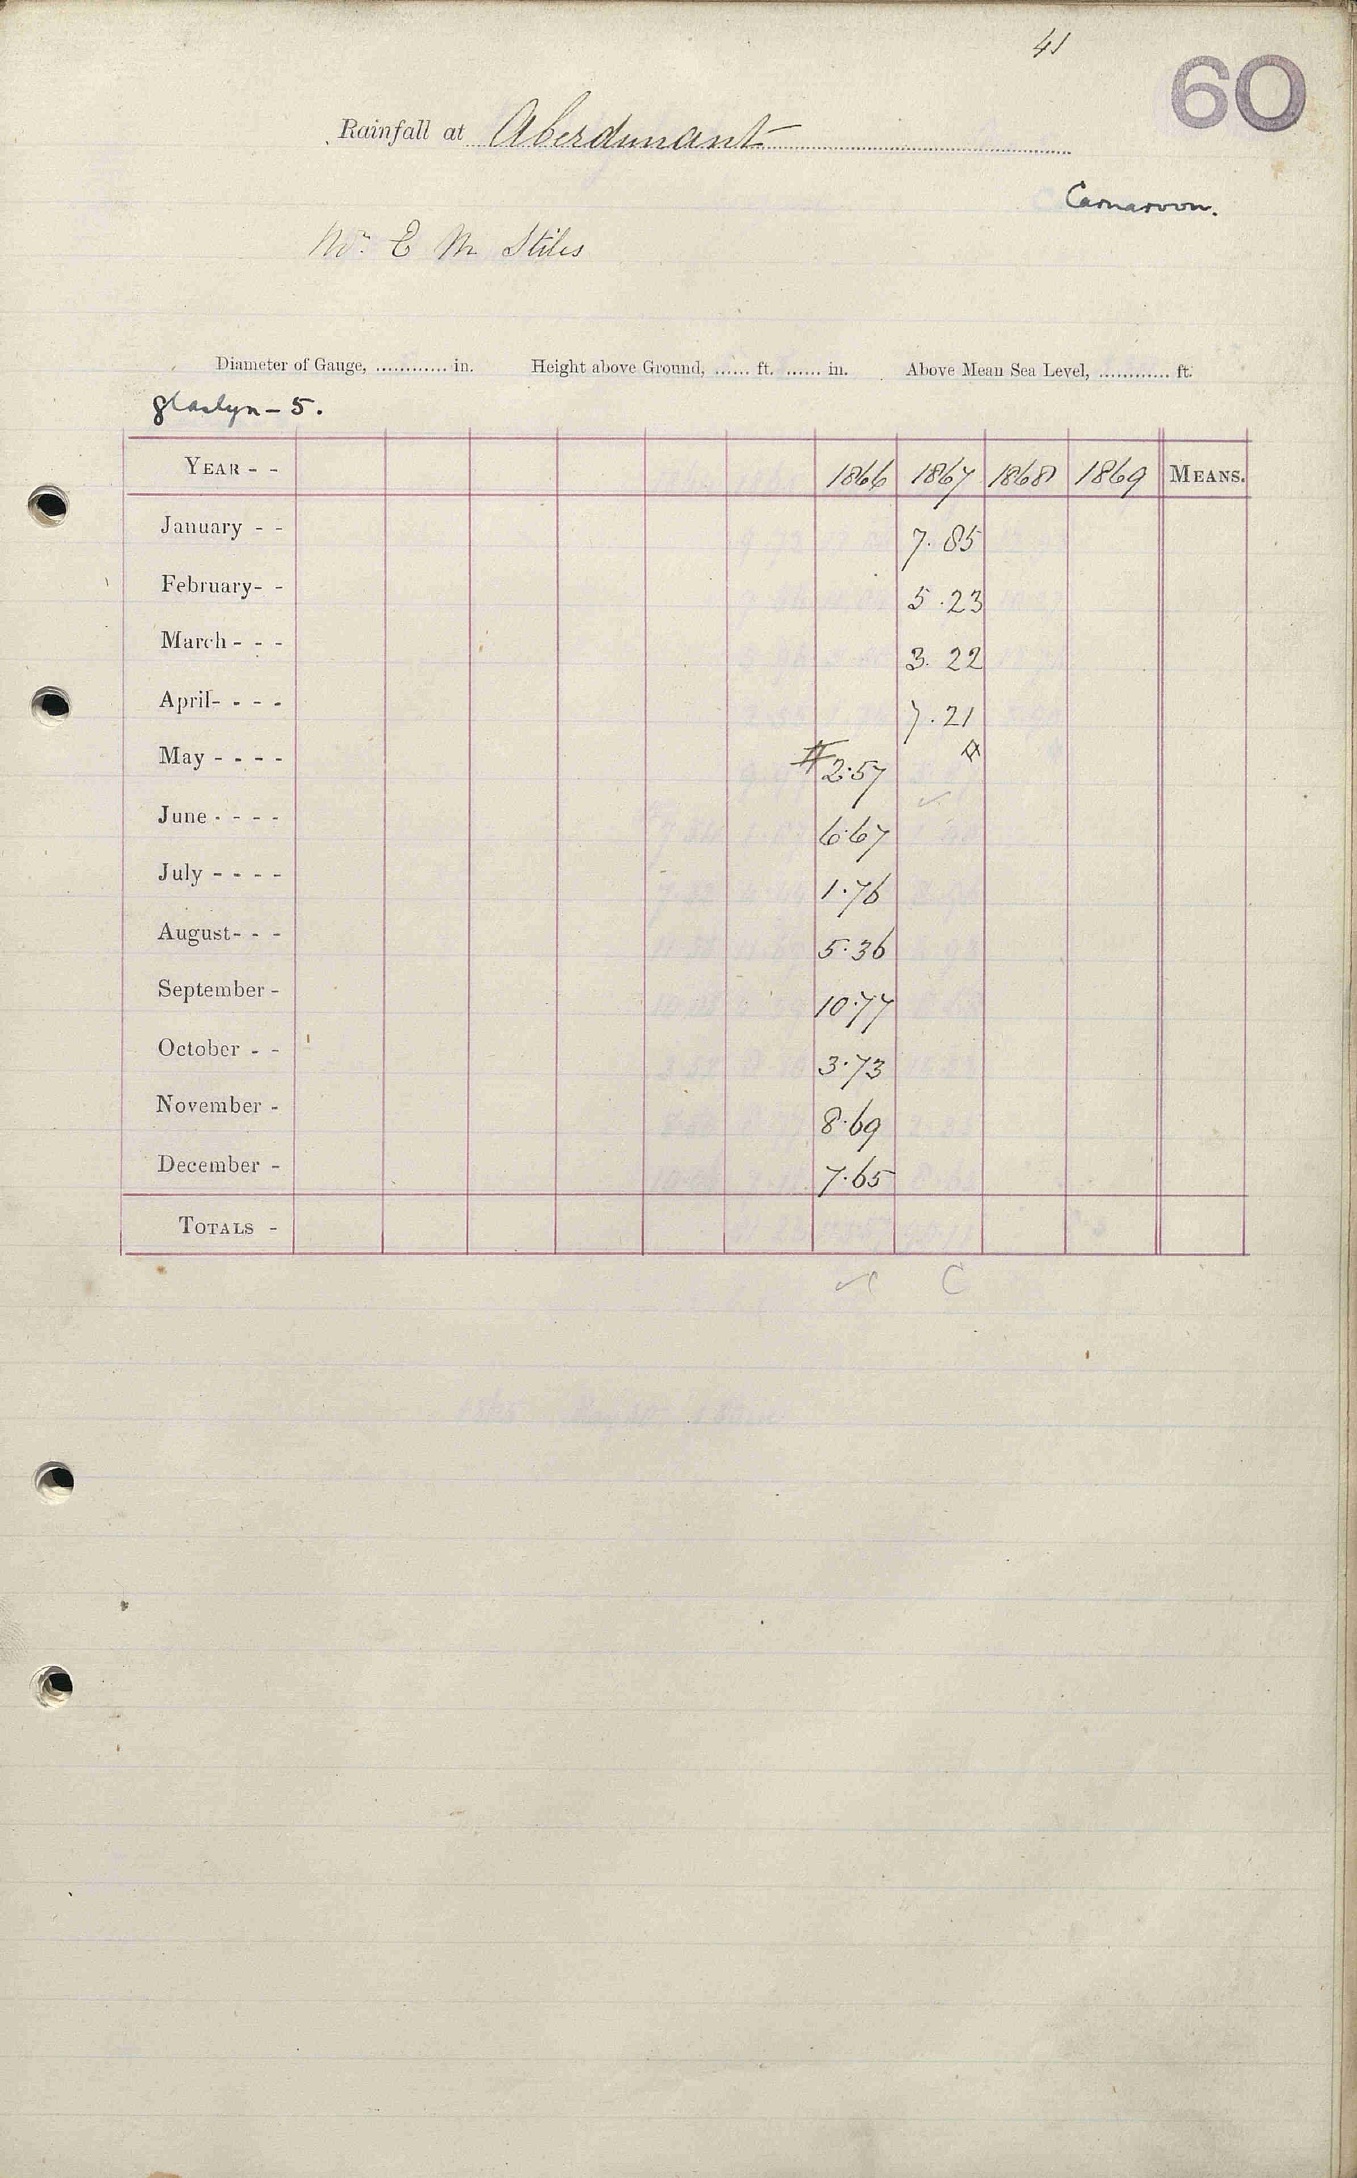 41
60
Rainfall at Aberdunant
Carnarvon.
Mr. E M Stiles
Diameter of Gauge, ............ in. Height above Ground, ...... ft. ...... in. Above Mean Sea Level, ............ ft.
Glaslyn - 5.
YEAR - - 1866 1867 1868 1869 MEANS.
January - - 7.85
February- - 5.23
March - - - 3.22
April- - - - 7.21
May - - - - # 2.57 #
June - - - - 6.67
July - - - - 1.76
August- - - 5.36
September - 10.77
October - - 3.73
November - 8.69
December - 7.65
TOTALS -
✓c C